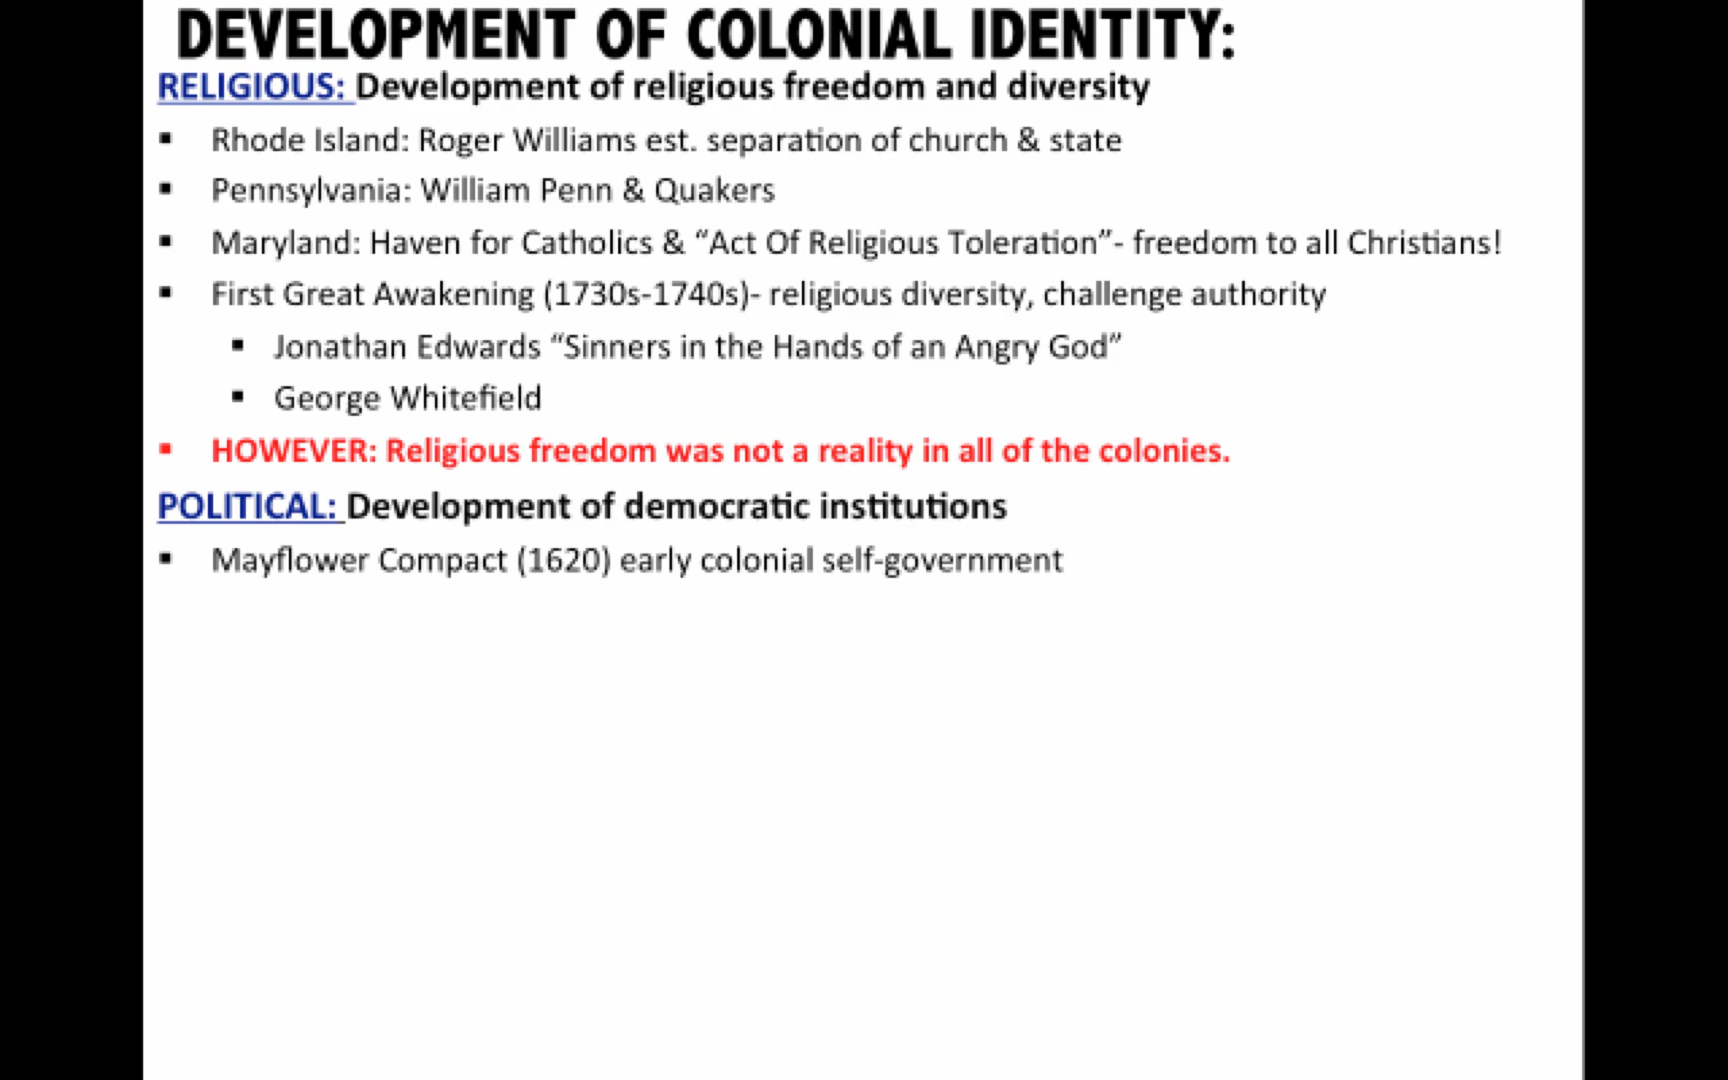 DEVELOPMENT OF COLONIAL IDENTITY:
RELIGIOUS: Development of religious freedom and diversity
▪ Rhode Island: Roger Williams est. separation of church & state
▪ Pennsylvania: William Penn & Quakers
▪ Maryland: Haven for Catholics & “Act Of Religious Toleration”- freedom to all Christians!
▪ First Great Awakening (1730s-1740s)- religious diversity, challenge authority
▪ Jonathan Edwards “Sinners in the Hands of an Angry God”
▪ George Whitefield
▪ HOWEVER: Religious freedom was not a reality in all of the colonies.
POLITICAL: Development of democratic institutions
▪ Mayflower Compact (1620) early colonial self-government